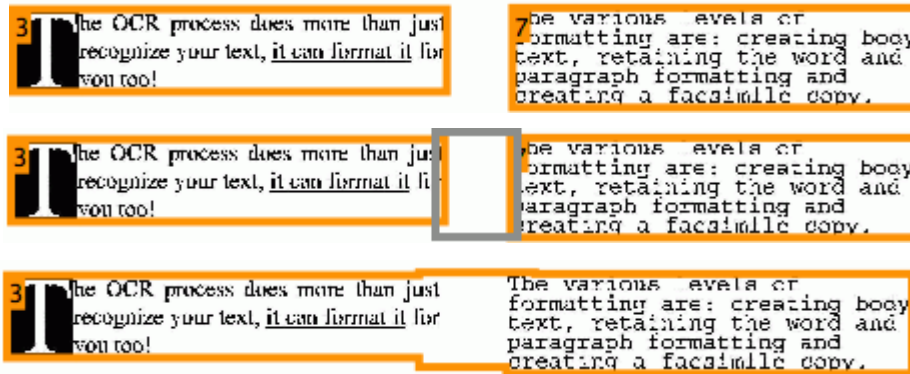 3 The OCR process does more than just
recognize your text, it can format it for
you too!
7 The various levels of
formatting are: creating body
text, retaining the word and
paragraph formatting and
creating a facsimile copy.
3 The OCR process does more than just
recognize your text, it can format it for
you too!
7 he various levels of
formatting are: creating body
text, retaining the word and
paragraph formatting and
creating a facsimile copy.
3 The OCR process does more than just
recognize your text, it can format it for
you too!
The various levels of
formatting are: creating body
text, retaining the word and
paragraph formatting and
creating a facsimile copy.